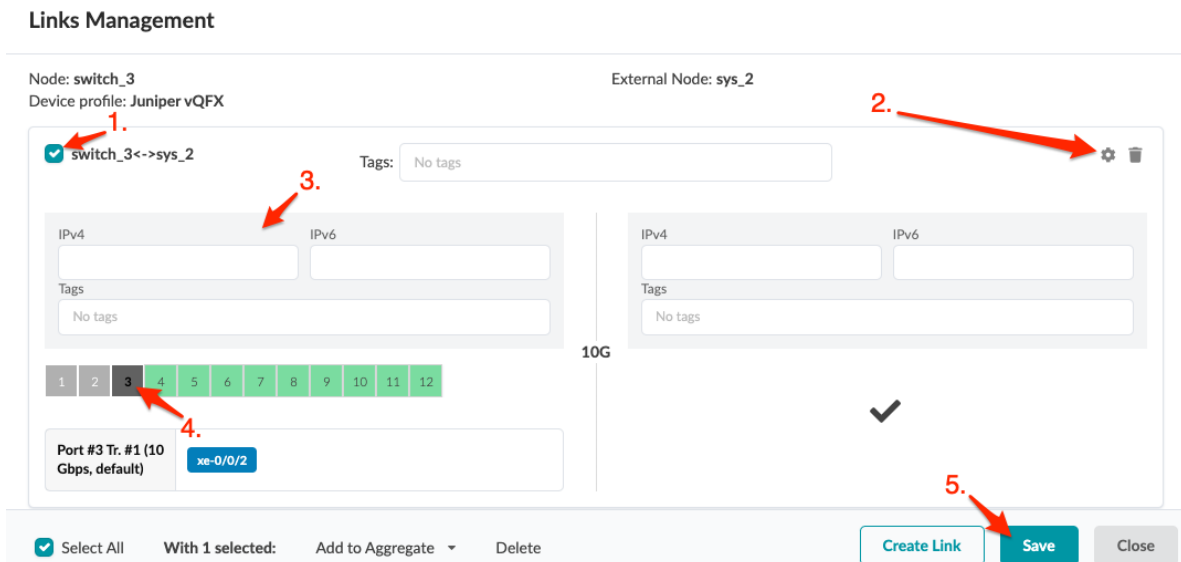 Links Management
Node: switch_3
External Node: sys_2
Device profile: Juniper vQFX
1.
2.
switch_3<->sys_2
Tags: No tags
3.
IPv4 IPv6
IPv4 IPv6
Tags
Tags
No tags
No tags
10G
1 2 3 4 5 6 7 8 9 10 11 12
4.
Port #3 Tr. #1 (10
Gbps, default)
xe-0/0/2
5.
Select All With 1 selected: Add to Aggregate Delete Create Link Save Close